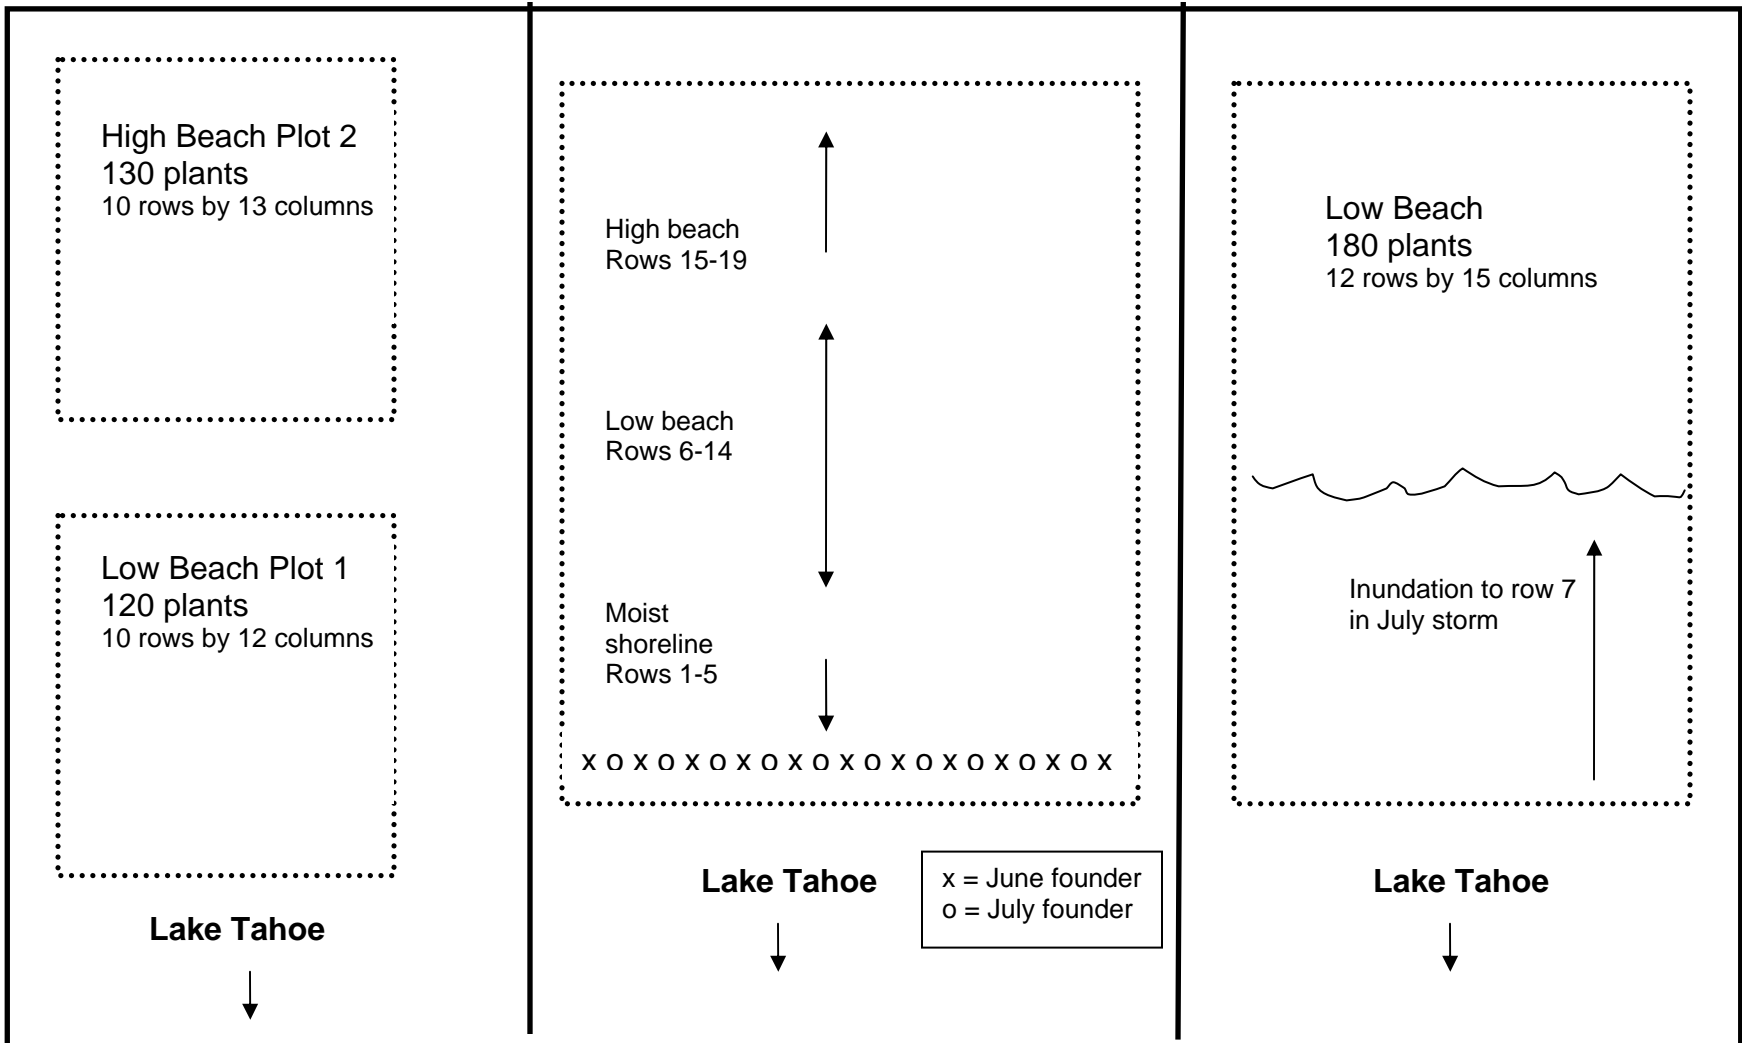 High Beach Plot 2
130 plants
10 rows by 13 columns
Low Beach Plot 1
120 plants
10 rows by 12 columns
Lake Tahoe
High beach
Rows 15-19
Low beach
Rows 6-14
Moist
shoreline
Rows 1-5
x o x o x o x o x o x o x o x o x o x o x
Lake Tahoe
x = June founder
o = July founder
Low Beach
180 plants
12 rows by 15 columns
Inundation to row 7
in July storm
Lake Tahoe